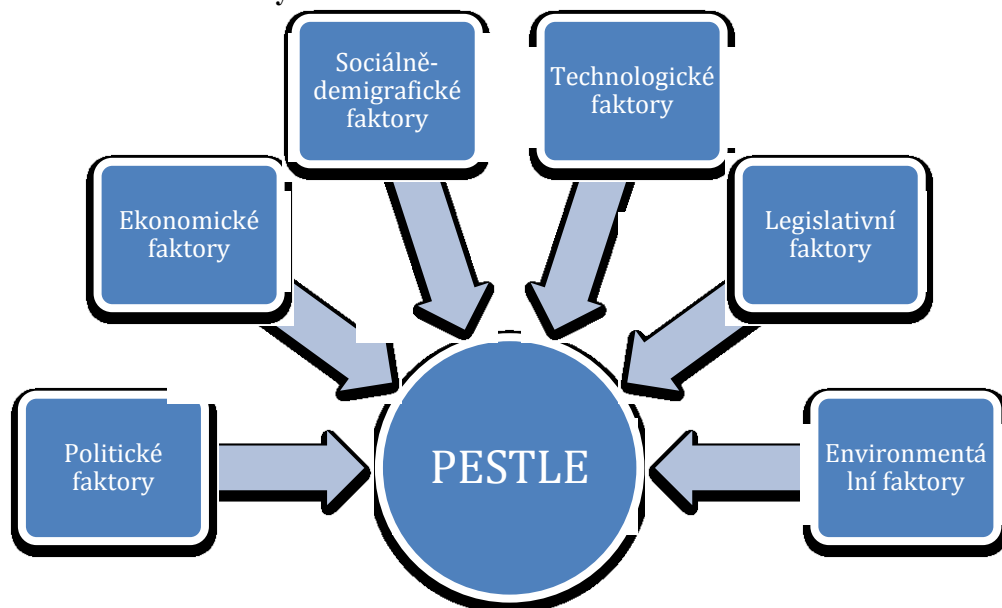 Sociálně-
demigrafické
faktory
Technologické
faktory
Ekonomické
faktory
Legislativní
faktory
Politické
faktory
PESTLE
Environmentá
lní faktory